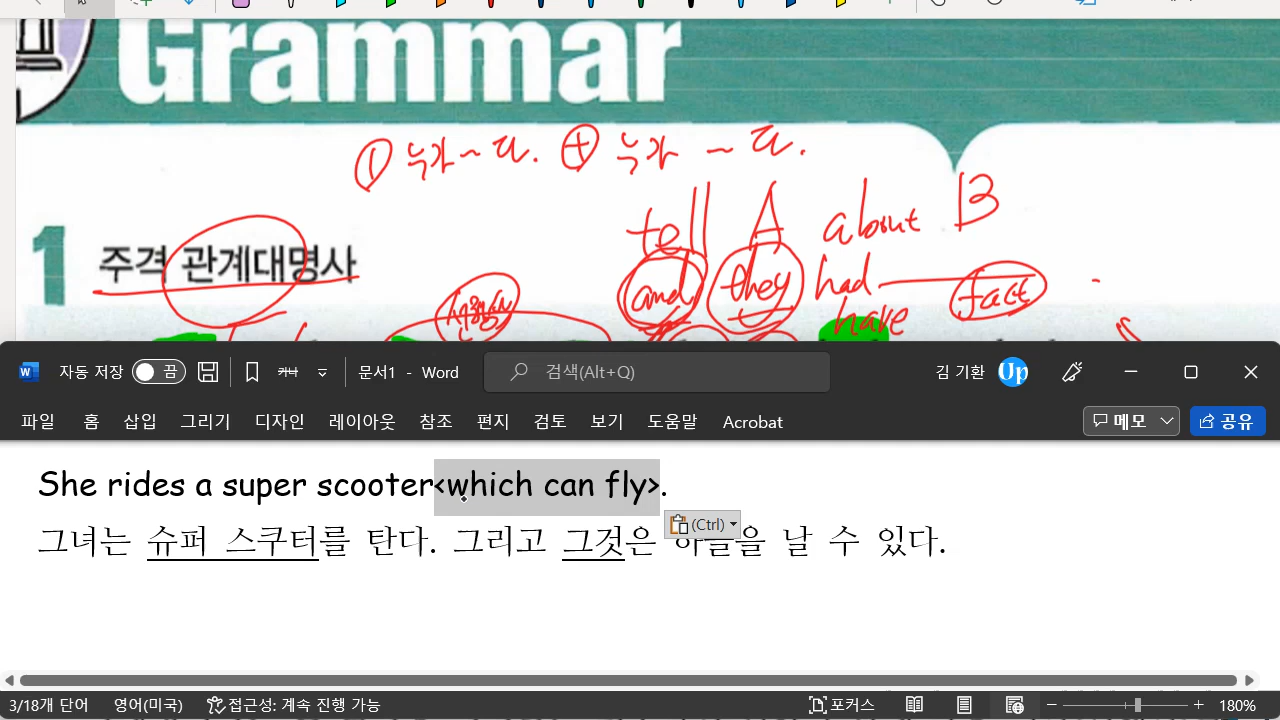 Grammar
① 누가~다. ⊕ 누가 ~ 다.
tell A about B
1 주격 관계대명사
and they had fact
사람명사
have
자동 저장 끔 문서1 - Word 검색(Alt+Q) 김 기환 Up
파일 홈 삽입 그리기 디자인 레이아웃 참조 편지 검토 보기 도움말 Acrobat 메모 공유
She rides a super scooter<which can fly>.
(Ctrl)
그녀는 슈퍼 스쿠터를 탄다. 그리고 그것은 하늘을 날 수 있다.
3/18개 단어 영어(미국) 접근성: 계속 진행 가능 포커스 180%